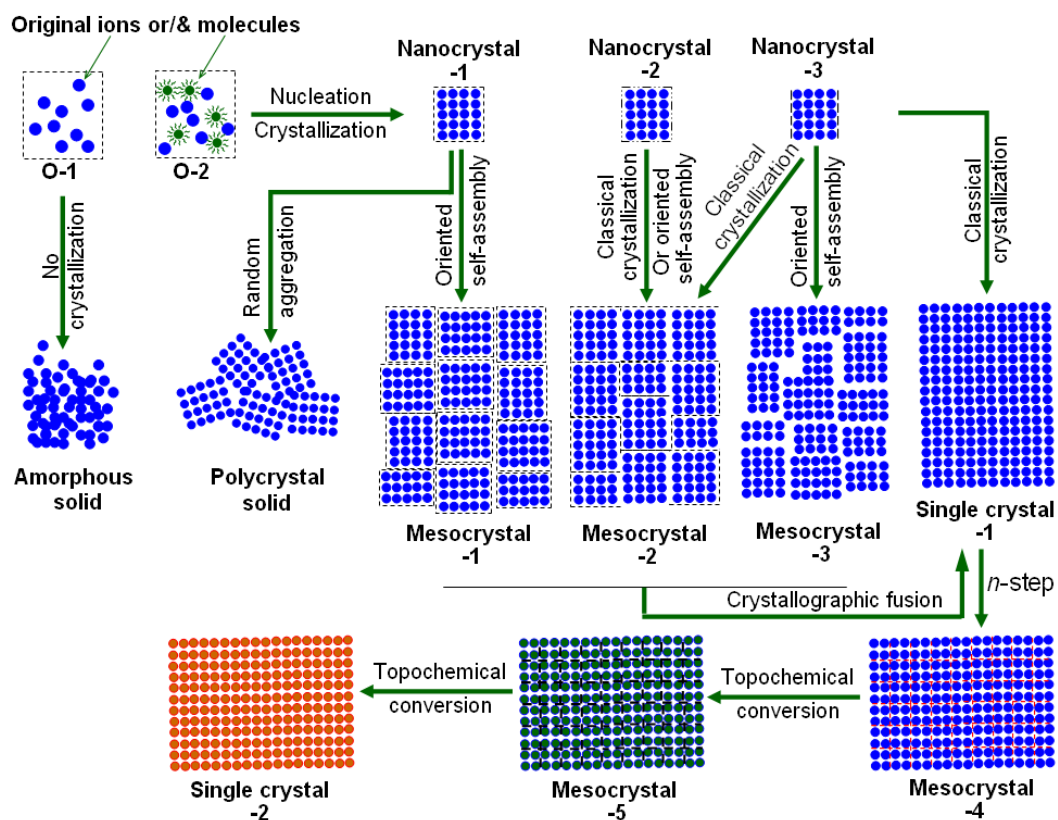 Original ions or/& molecules
O-1
O-2
Nucleation
Crystallization
Nanocrystal
-1
Nanocrystal
-2
Nanocrystal
-3
No
crystallization
Random
aggregation
Oriented
self-assembly
Classical
crystallization
Or oriented
self-assembly
Classical
crystallization
Oriented
self-assembly
Classical
crystallization
Amorphous
solid
Polycrystal
solid
Mesocrystal
-1
Mesocrystal
-2
Mesocrystal
-3
Single crystal
-1
Crystallographic fusion
n-step
Topochemical
conversion
Topochemical
conversion
Single crystal
-2
Mesocrystal
-5
Mesocrystal
-4